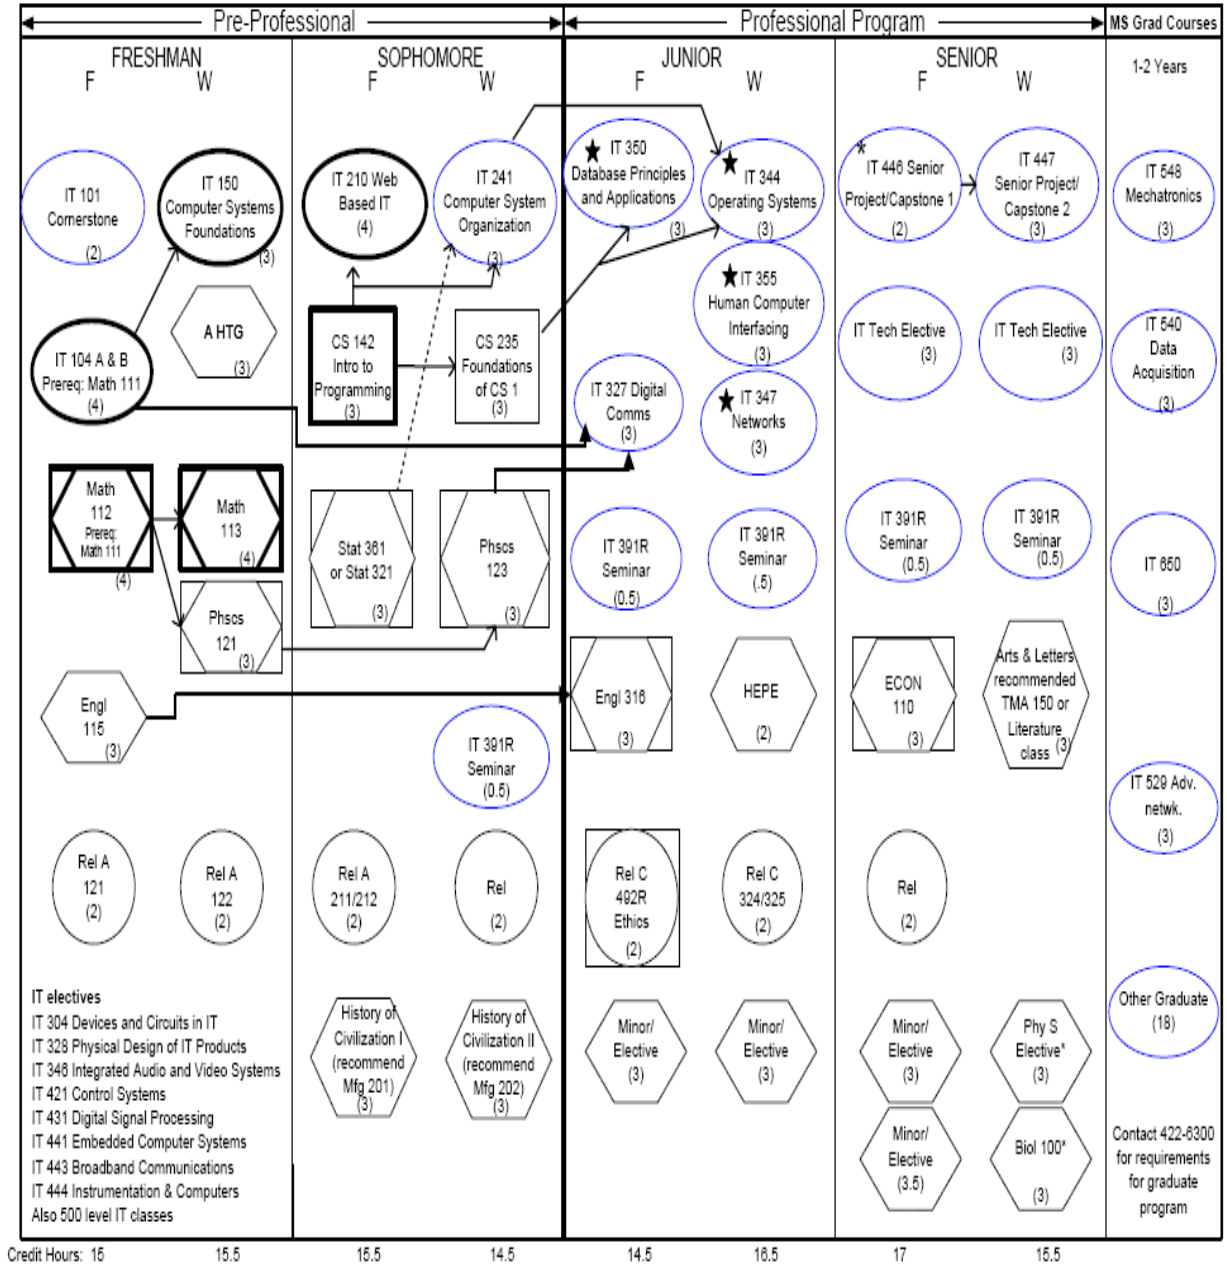 Pre-Professional
Professional Program
MS Grad Courses
FRESHMAN
SOPHOMORE
JUNIOR
SENIOR
1-2 Years
F
W
F
W
F
W
F
W
IT 101
Cornerstone
(2)
IT 150
Computer Systems
Foundations
(3)
IT 210 Web
Based IT
(4)
IT 241
Computer System
Organization
(3)
★ IT 350
Database Principles
and Applications
(3)
★
IT 344
Operating Systems
(3)
*
IT 446 Senior
Project/Capstone 1
(2)
IT 447
Senior Project/
Capstone 2
(3)
IT 548
Mechatronics
(3)
IT 104 A & B
Prereq: Math 111
(4)
A HTG
(3)
CS 142
Intro to
Programming
(3)
CS 235
Foundations
of CS 1
(3)
IT 327 Digital
Comms
(3)
★ IT 355
Human Computer
Interfacing
(3)
★ IT 347
Networks
(3)
IT Tech Elective
(3)
IT Tech Elective
(3)
IT 540
Data
Acquisition
(3)
Math
112
Prereq:
Math 111
(4)
Math
113
(4)
Phscs
121
(3)
Stat 361
or Stat 321
(3)
Phscs
123
(3)
IT 391R
Seminar
(0.5)
IT 391R
Seminar
(.5)
IT 391R
Seminar
(0.5)
IT 391R
Seminar
(0.5)
IT 650
(3)
Engl
115
(3)
IT 391R
Seminar
(0.5)
Engl 316
(3)
HEPE
(2)
ECON
110
(3)
Arts & Letters
recommended
TMA 150 or
Literature
class (3)
IT 529 Adv.
netwk.
(3)
Rel A
121
(2)
Rel A
122
(2)
Rel A
211/212
(2)
Rel
(2)
Rel C
492R
Ethics
(2)
Rel C
324/325
(2)
Rel
(2)
IT electives
IT 304 Devices and Circuits in IT
IT 328 Physical Design of IT Products
IT 346 Integrated Audio and Video Systems
IT 421 Control Systems
IT 431 Digital Signal Processing
IT 441 Embedded Computer Systems
IT 443 Broadband Communications
IT 444 Instrumentation & Computers
Also 500 level IT classes
History of
Civilization I
(recommend
Mfg 201)
(3)
History of
Civilization II
(recommend
Mfg 202)
(3)
Minor/
Elective
(3)
Minor/
Elective
(3)
Minor/
Elective
(3)
Phy S
Elective*
(3)
Other Graduate
(18)
Minor/
Elective
(3.5)
Biol 100*
(3)
Contact 422-6300
for requirements
for graduate
program
Credit Hours: 15
15.5
15.5
14.5
14.5
16.5
17
15.5